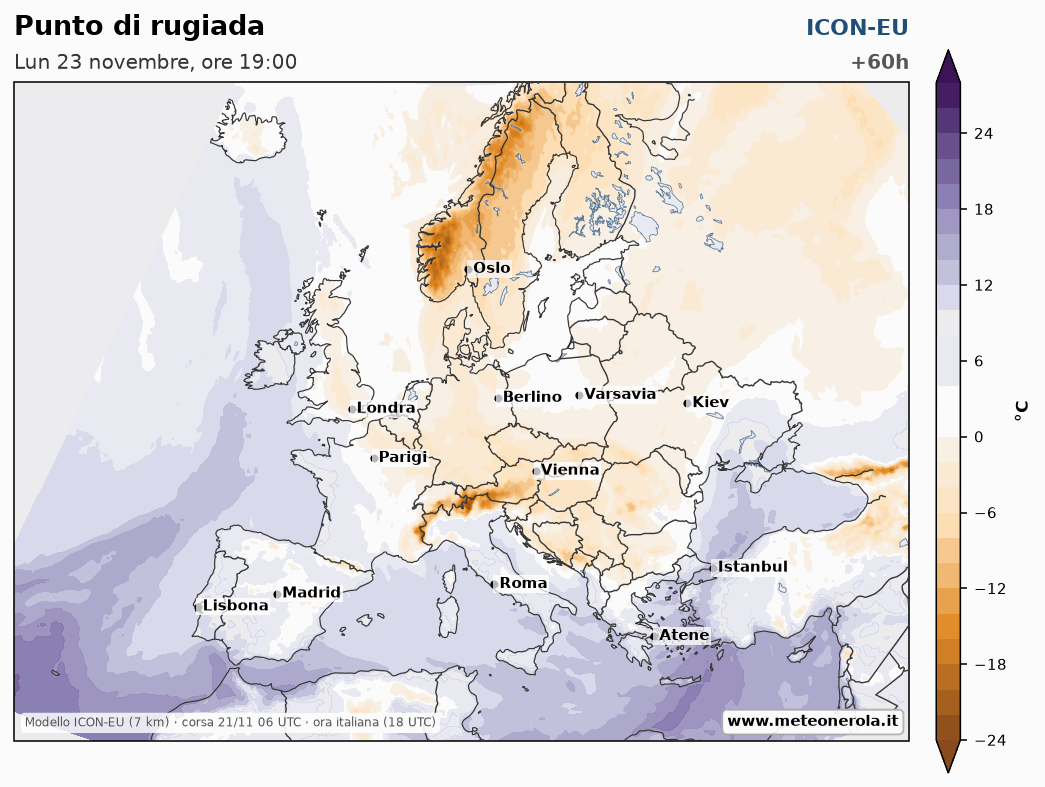 Punto di rugiada
ICON-EU
Lun 23 novembre, ore 19:00
+60h
24
18
12
6
0
−6
−12
−18
−24
°C
Oslo
Londra
Berlino
Varsavia
Kiev
Parigi
Vienna
Istanbul
Roma
Madrid
Lisbona
Atene
Modello ICON-EU (7 km) · corsa 21/11 06 UTC · ora italiana (18 UTC)
www.meteonerola.it